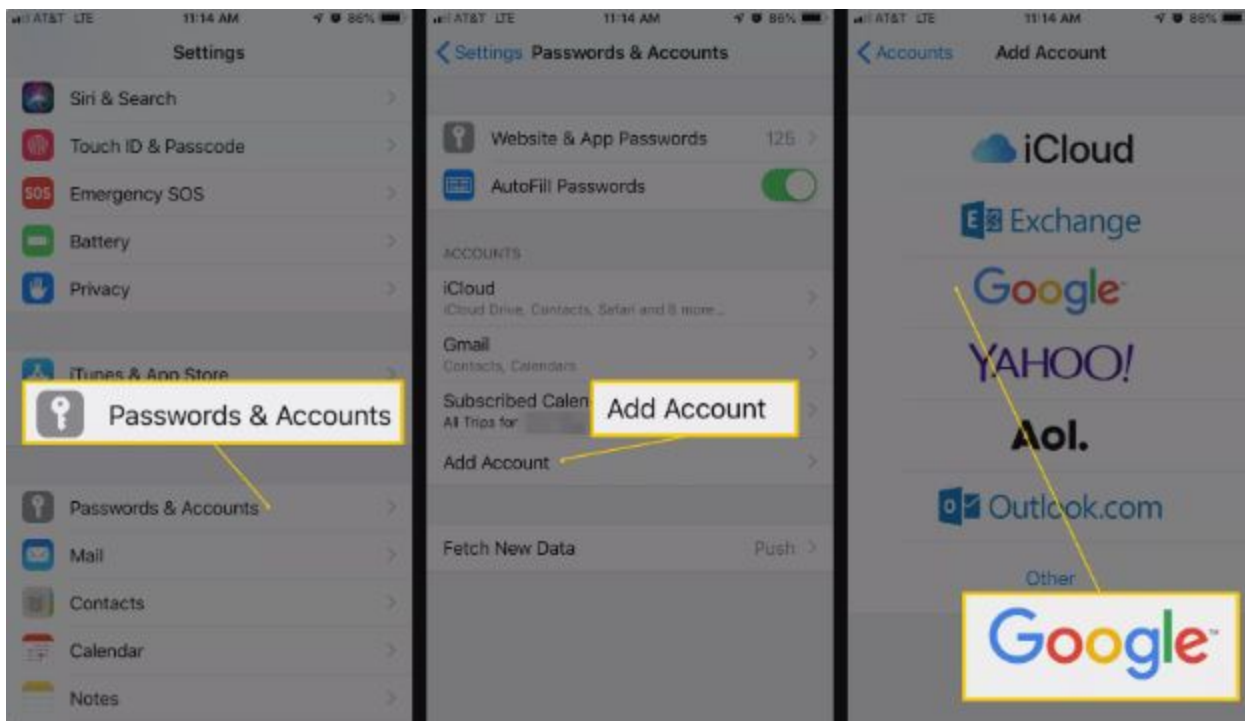 AT&T LTE 11:14 AM 86%
Settings
Siri & Search
Touch ID & Passcode
SOS Emergency SOS
Battery
Privacy
iTunes & App Store
Passwords & Accounts
Passwords & Accounts
Mail
Contacts
Calendar
Notes
AT&T LTE 11:14 AM 86%
Settings Passwords & Accounts
Website & App Passwords 126
AutoFill Passwords
ACCOUNTS
iCloud
iCloud Drive, Contacts, Safari and 8 more...
Gmail
Contacts, Calendars
Subscribed Calen
All Trips for
Add Account
Add Account
Fetch New Data Push
AT&T LTE 11:14 AM 86%
Accounts Add Account
iCloud
E Exchange
Google
YAHOO!
Aol.
o Outlook.com
Other
Google™